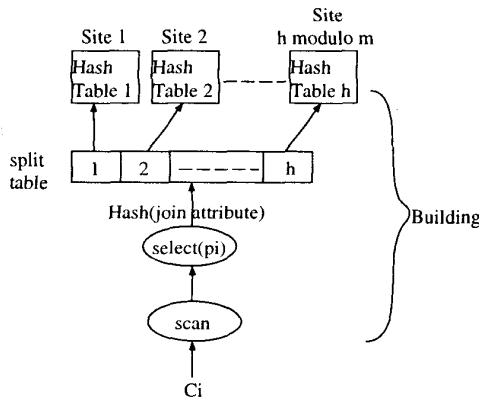 Site 1
Site 2
Site
h modulo m
Hash
Table 1
Hash
Table 2
Hash
Table h
split
table
1
2
h
Hash(join attribute)
Building
select(pi)
scan
Ci